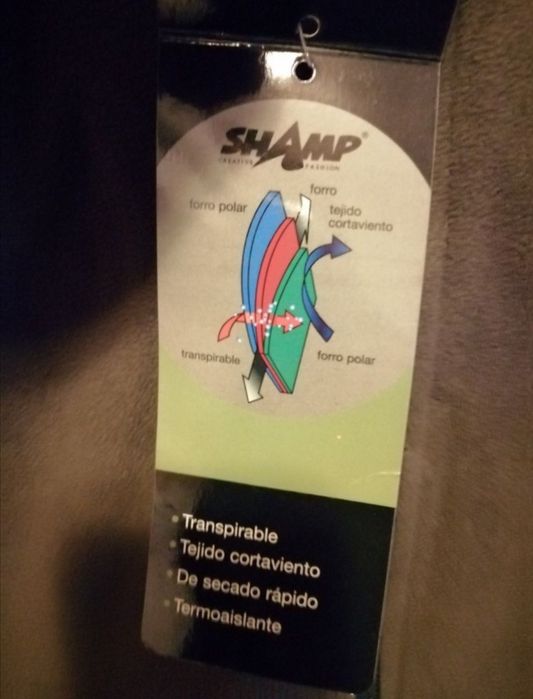 SHAMP®
CREATIVE FASHION
forro
forro polar
tejido
cortaviento
transpirable
forro polar
• Transpirable
• Tejido cortaviento
• De secado rápido
• Termoaislante